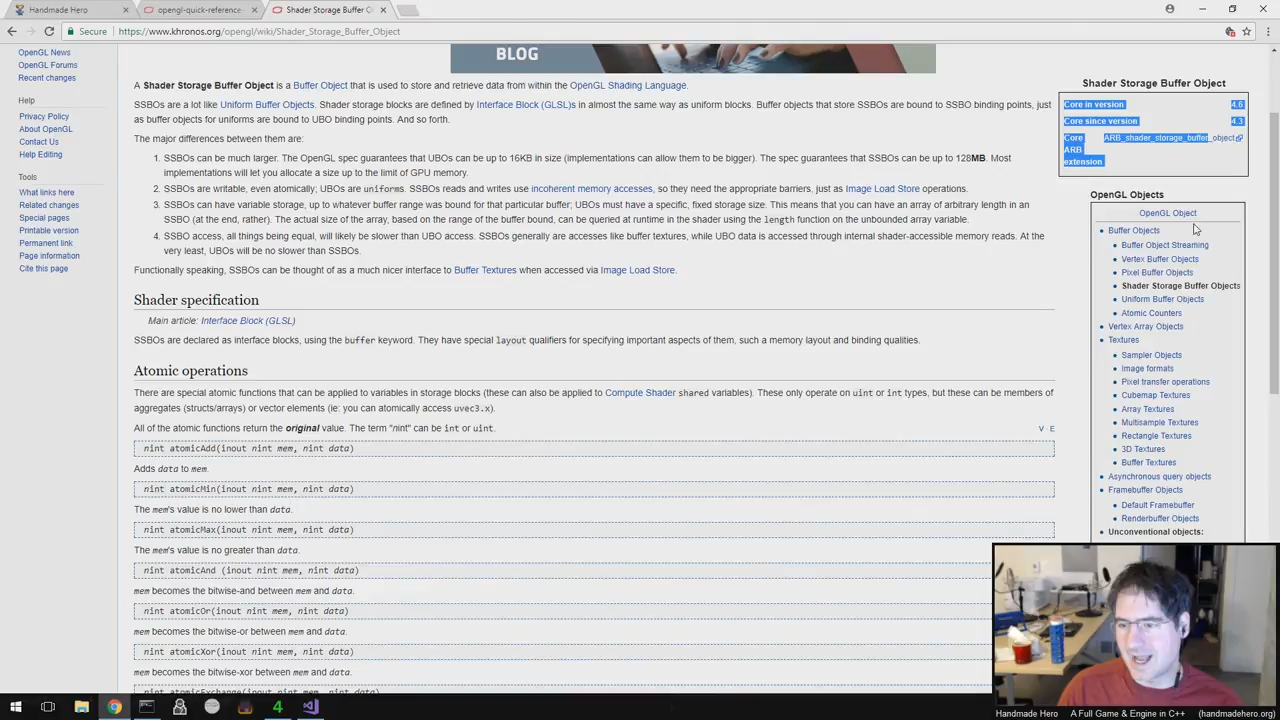 Handmade Hero
opengl-quick-reference-
Shader Storage Buffer O
Secure
https://www.khronos.org/opengl/wiki/Shader_Storage_Buffer_Object
OpenGL News
OpenGL Forums
Recent changes
Help
Privacy Policy
About OpenGL
Contact Us
Help Editing
Tools
What links here
Related changes
Special pages
Printable version
Permanent link
Page information
Cite this page
BLOG
A Shader Storage Buffer Object is a Buffer Object that is used to store and retrieve data from within the OpenGL Shading Language.
SSBOs are a lot like Uniform Buffer Objects. Shader storage blocks are defined by Interface Block (GLSL)s in almost the same way as uniform blocks. Buffer objects that store SSBOs are bound to SSBO binding points, just
as buffer objects for uniforms are bound to UBO binding points. And so forth.
The major differences between them are:
1. SSBOs can be much larger. The OpenGL spec guarantees that UBOs can be up to 16KB in size (implementations can allow them to be bigger). The spec guarantees that SSBOs can be up to 128MB. Most
implementations will let you allocate a size up to the limit of GPU memory.
2. SSBOs are writable, even atomically; UBOs are uniforms. SSBOs reads and writes use incoherent memory accesses, so they need the appropriate barriers, just as Image Load Store operations.
3. SSBOs can have variable storage, up to whatever buffer range was bound for that particular buffer; UBOs must have a specific, fixed storage size. This means that you can have an array of arbitrary length in an
SSBO (at the end, rather). The actual size of the array, based on the range of the buffer bound, can be queried at runtime in the shader using the length function on the unbounded array variable.
4. SSBO access, all things being equal, will likely be slower than UBO access. SSBOs generally are accesses like buffer textures, while UBO data is accessed through internal shader-accessible memory reads. At the
very least, UBOs will be no slower than SSBOs.
Functionally speaking, SSBOs can be thought of as a much nicer interface to Buffer Textures when accessed via Image Load Store.
Shader specification
Main article: Interface Block (GLSL)
SSBOs are declared as interface blocks, using the buffer keyword. They have special layout qualifiers for specifying important aspects of them, such a memory layout and binding qualities.
Atomic operations
There are special atomic functions that can be applied to variables in storage blocks (these can also be applied to Compute Shader shared variables). These only operate on uint or int types, but these can be members of
aggregates (structs/arrays) or vector elements (ie: you can atomically access uvec3.x).
All of the atomic functions return the original value. The term "nint" can be int or uint.
V · E
nint atomicAdd(inout nint mem, nint data)
Adds data to mem.
nint atomicMin(inout nint mem, nint data)
The mem's value is no lower than data.
nint atomicMax(inout nint mem, nint data)
The mem's value is no greater than data.
nint atomicAnd (inout nint mem, nint data)
mem becomes the bitwise-and between mem and data.
nint atomicOr(inout nint mem, nint data)
mem becomes the bitwise-or between mem and data.
nint atomicXor(inout nint mem, nint data)
mem becomes the bitwise-xor between mem and data.
nint atomicExchange(inout nint mem, nint data)
Shader Storage Buffer Object
Core in version 4.6
Core since version 4.3
Core ARB_shader_storage_buffer_object
ARB
extension
OpenGL Objects
OpenGL Object
Buffer Objects
Buffer Object Streaming
Vertex Buffer Objects
Pixel Buffer Objects
Shader Storage Buffer Objects
Uniform Buffer Objects
Atomic Counters
Vertex Array Objects
Textures
Sampler Objects
Image formats
Pixel transfer operations
Cubemap Textures
Array Textures
Multisample Textures
Rectangle Textures
3D Textures
Buffer Textures
Asynchronous query objects
Framebuffer Objects
Default Framebuffer
Renderbuffer Objects
Unconventional objects:
4
Handmade Hero | A Full Game & Engine in C++ | (handmadehero.org)